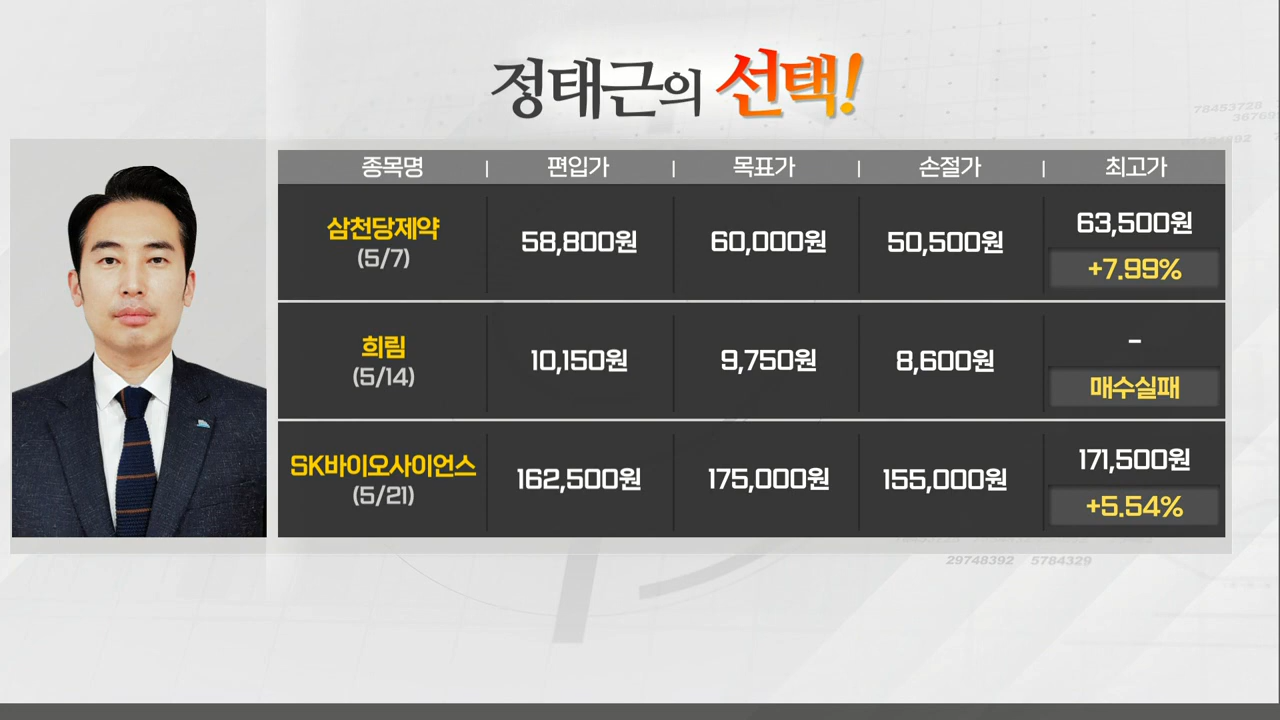 정태근의 선택!
종목명 | 편입가 | 목표가 | 손절가 | 최고가
삼천당제약 (5/7) 58,800원 60,000원 50,500원 63,500원 +7.99%
희림 (5/14) 10,150원 9,750원 8,600원 - 매수실패
SK바이오사이언스 (5/21) 162,500원 175,000원 155,000원 171,500원 +5.54%
78453728
29748392 5784329